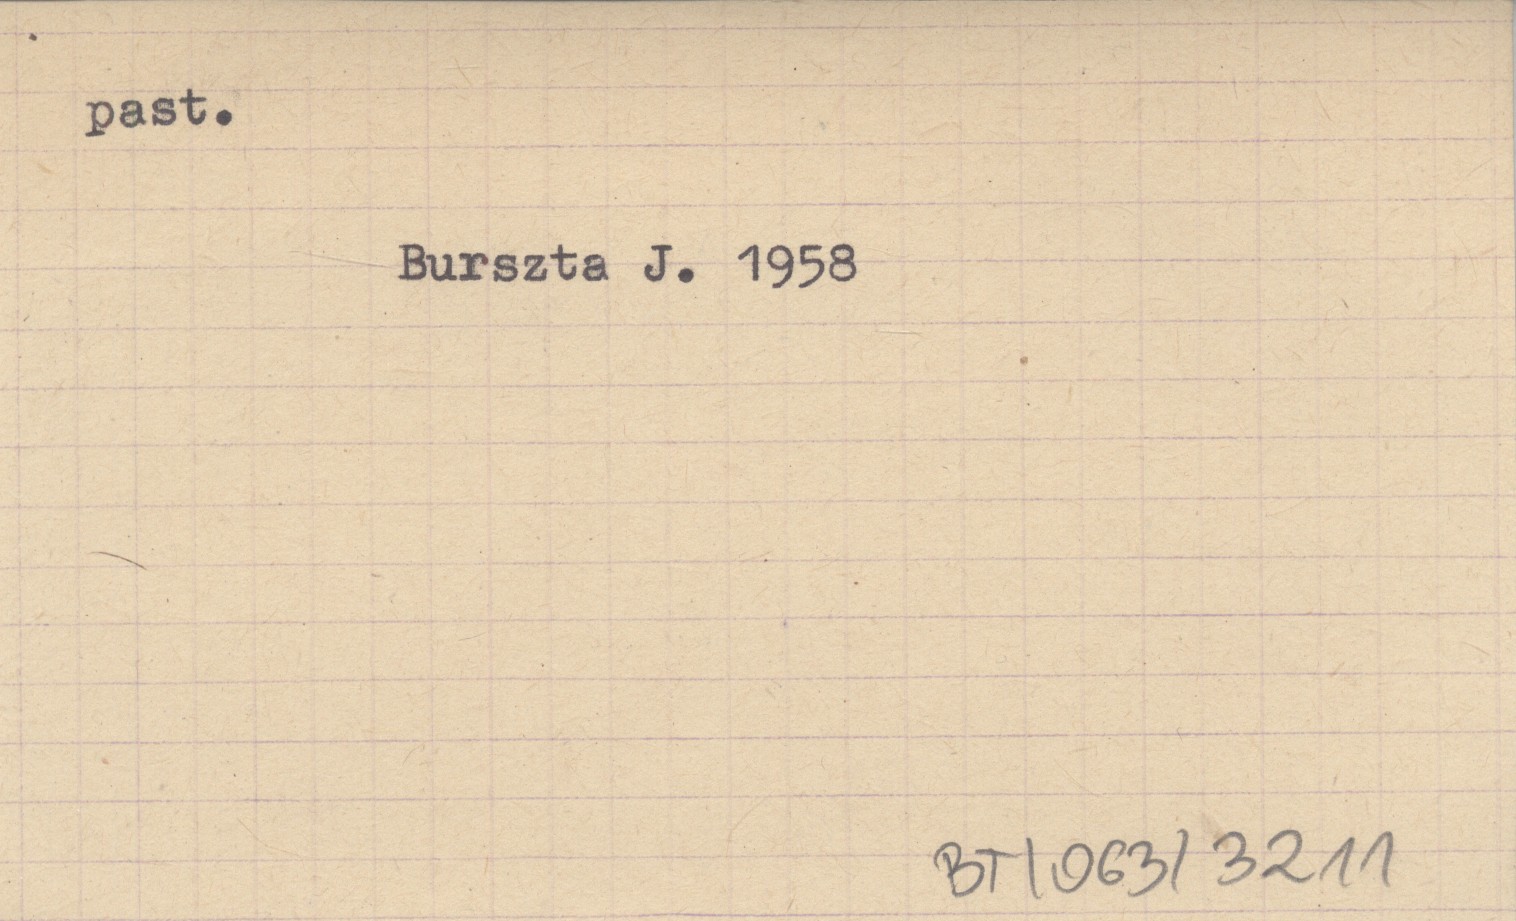 past.
Burszta J. 1958
BT/063/3211